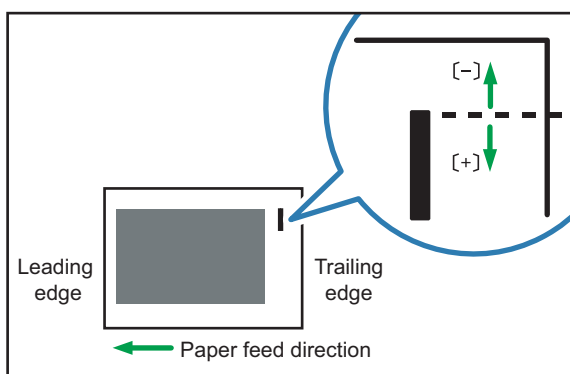 〔−〕
〔+〕
Leading
edge
Trailing
edge
Paper feed direction